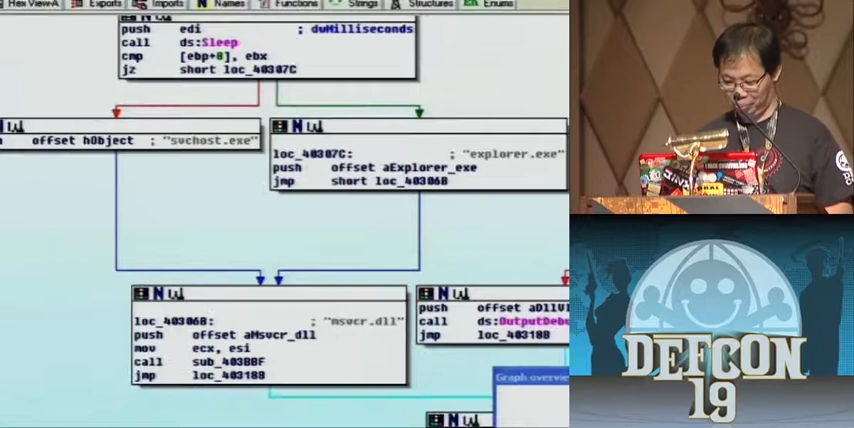 Hex View-A Exports Imports Names Functions Strings Structures Enums
push edi ; dwMilliseconds
call ds:Sleep
cmp [ebp+8], ebx
jz short loc_40307C
offset hObject ; "svchost.exe"
loc_40307C: ; "explorer.exe"
push offset aExplorer_exe
jmp short loc_40306B
loc_40306B: ; "msvcr.dll"
push offset aMsvcr_dll
mov ecx, esi
call sub_403BBF
jmp loc_40318B
push offset
call ds:
jmp loc_40318B
Graph overview
DEFCON
19